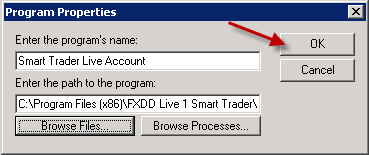 Program Properties
Enter the program's name:
OK
Smart Trader Live Account
Cancel
Enter the path to the program:
C:\Program Files (x86)\FXDD Live 1 Smart Trader\
Browse Files...
Browse Processes...